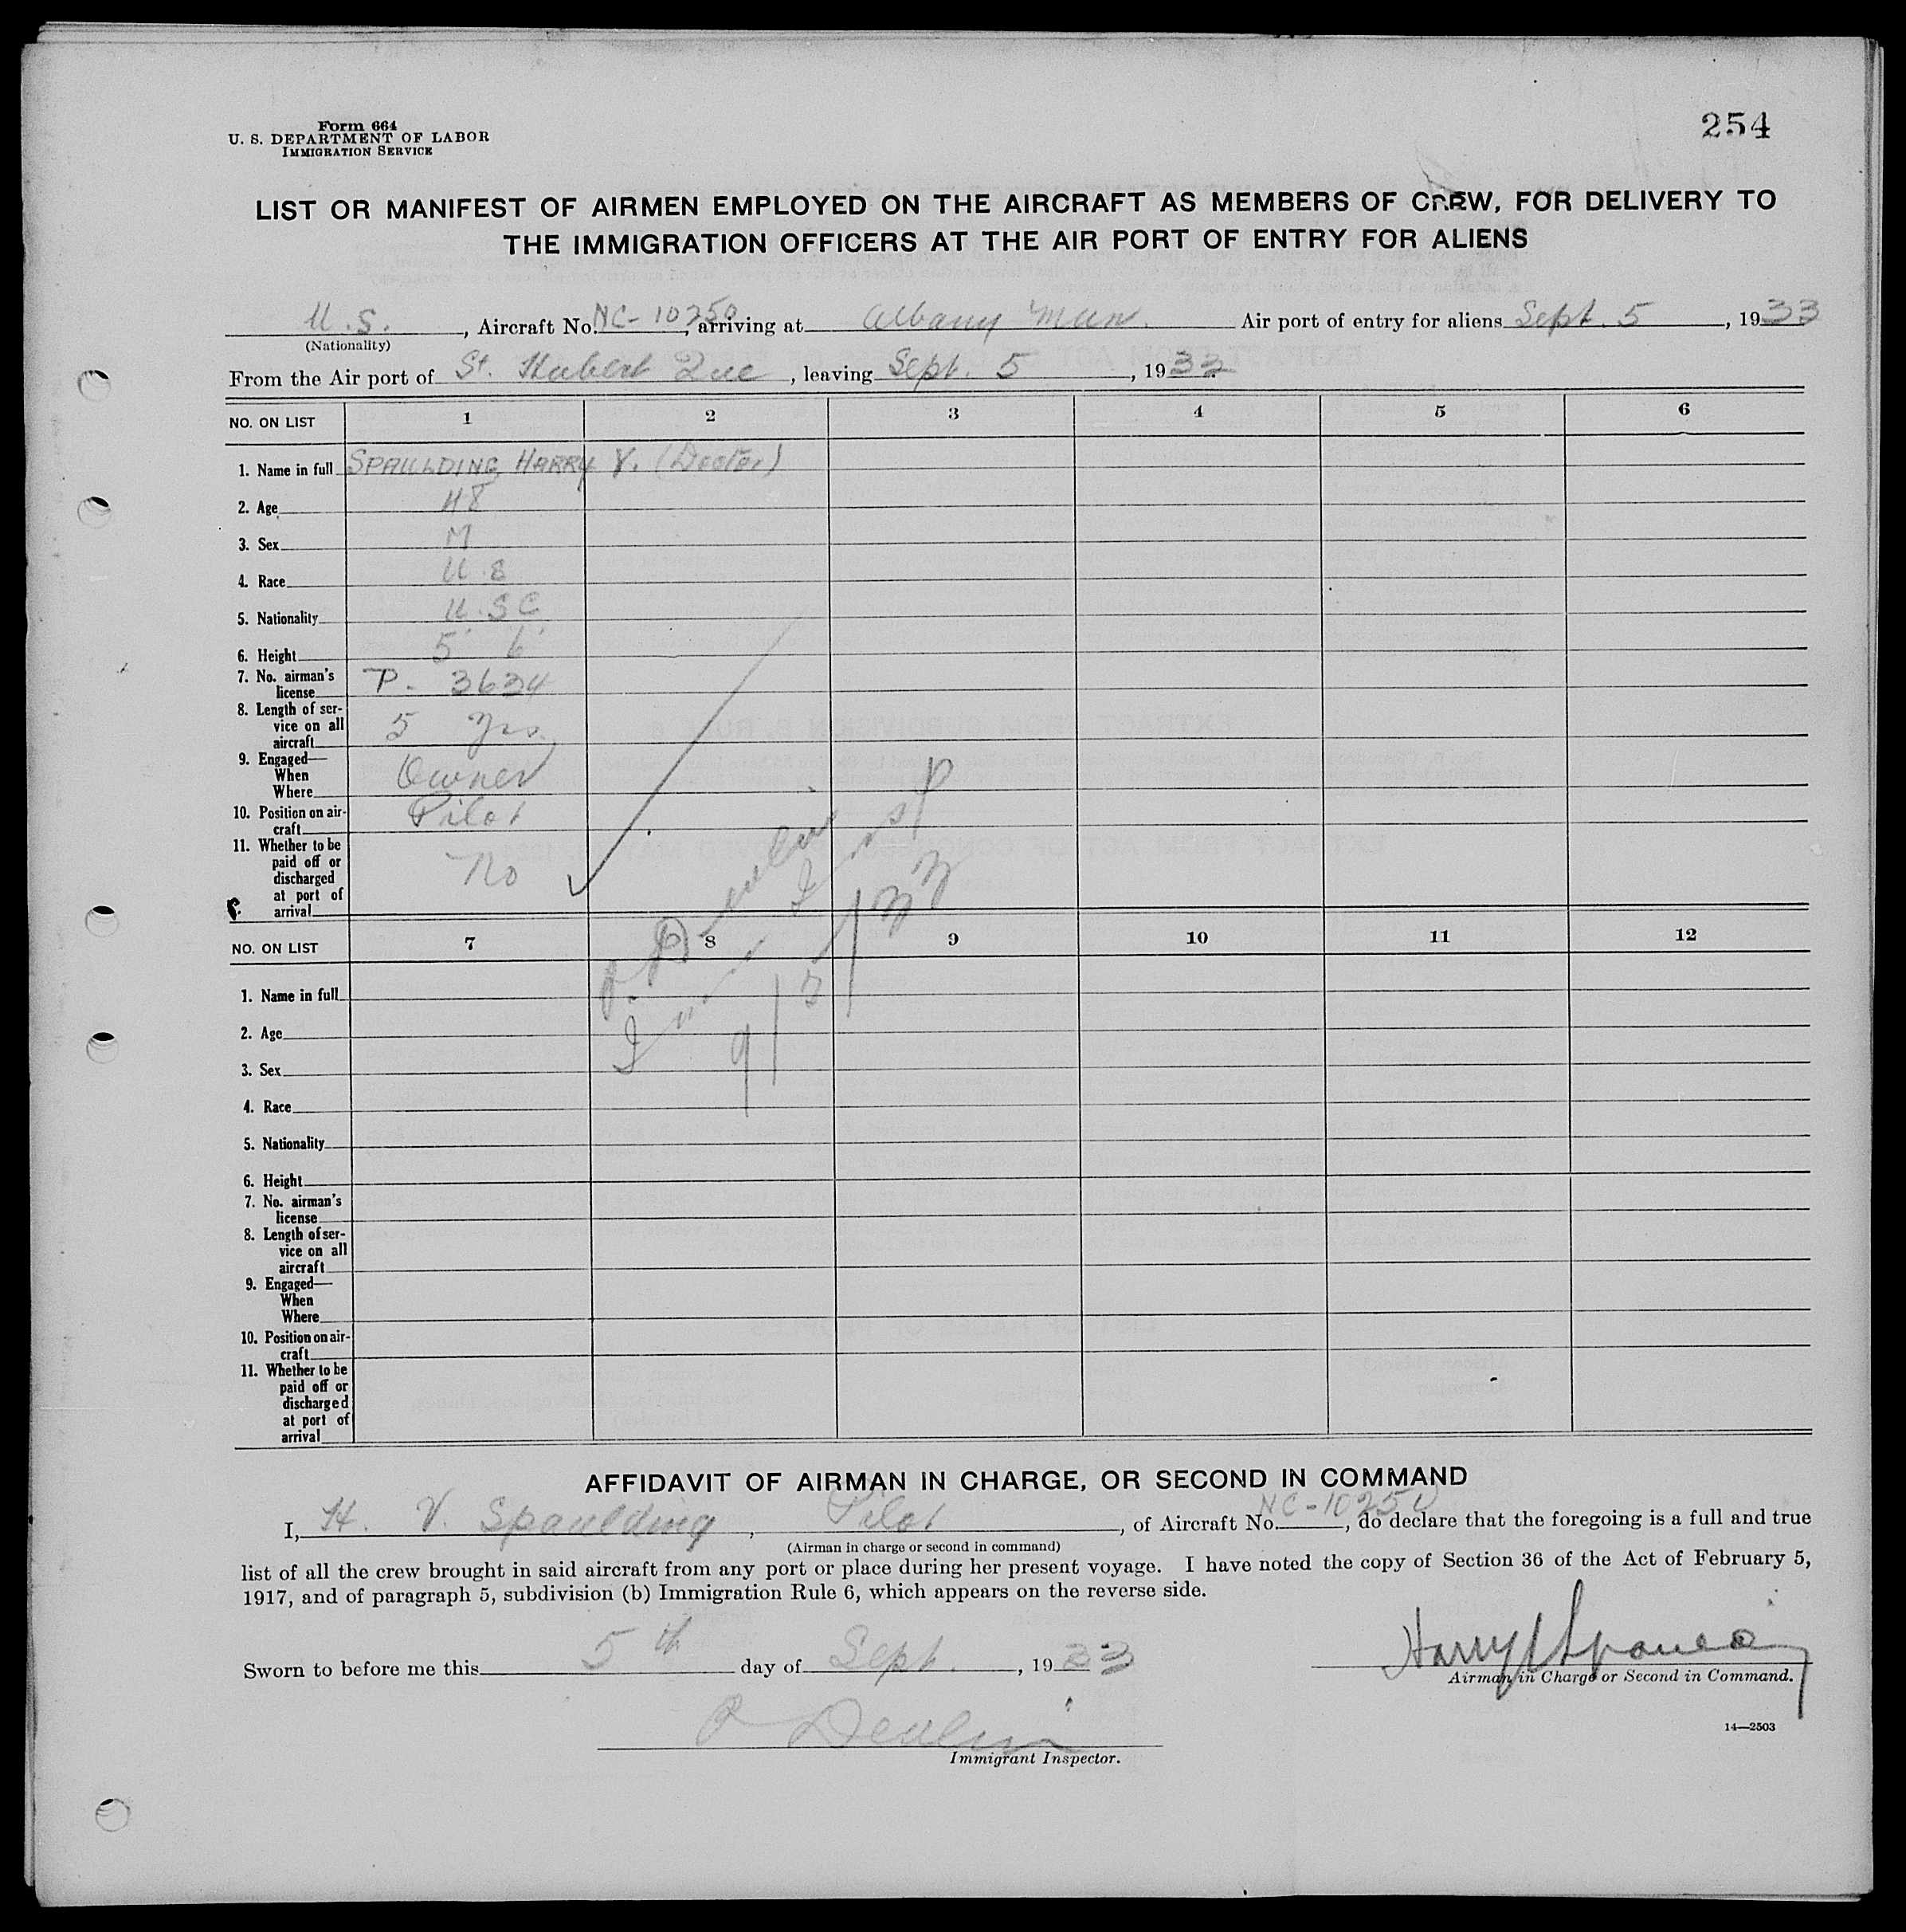 Form 664
U. S. DEPARTMENT OF LABOR
IMMIGRATION SERVICE
254
LIST OR MANIFEST OF AIRMEN EMPLOYED ON THE AIRCRAFT AS MEMBERS OF CREW, FOR DELIVERY TO
THE IMMIGRATION OFFICERS AT THE AIR PORT OF ENTRY FOR ALIENS
U.S., Aircraft No. NC-10250, arriving at Albany Mun. Air port of entry for aliens Sept. 5, 1933
(Nationality)
From the Air port of St. Hubert Que, leaving Sept. 5, 1933
NO. ON LIST 1 2 3 4 5 6
1. Name in full SPAULDING HARRY V. (Doctor)
2. Age 48
3. Sex M
4. Race U.S
5. Nationality U.S C
6. Height 5' 6'
7. No. airman's
license P. 3634
8. Length of ser-
vice on all
aircraft 5 Yrs.
9. Engaged—
When
Where Owner
10. Position on air-
craft Pilot
11. Whether to be
paid off or
discharged
at port of
arrival No
P. Devlin
Imm Insp
9/5/33
NO. ON LIST 7 8 9 10 11 12
1. Name in full
2. Age
3. Sex
4. Race
5. Nationality
6. Height
7. No. airman's
license
8. Length of ser-
vice on all
aircraft
9. Engaged—
When
Where
10. Position on air-
craft
11. Whether to be
paid off or
discharged
at port of
arrival
AFFIDAVIT OF AIRMAN IN CHARGE, OR SECOND IN COMMAND
I, H. V. Spaulding, Pilot, of Aircraft No. NC-10250, do declare that the foregoing is a full and true
(Airman in charge or second in command)
list of all the crew brought in said aircraft from any port or place during her present voyage. I have noted the copy of Section 36 of the Act of February 5,
1917, and of paragraph 5, subdivision (b) Immigration Rule 6, which appears on the reverse side.
Sworn to before me this 5th day of Sept., 1933
Harry V Spaulding
Airman in Charge or Second in Command.
14—2503
P Devlin
Immigrant Inspector.